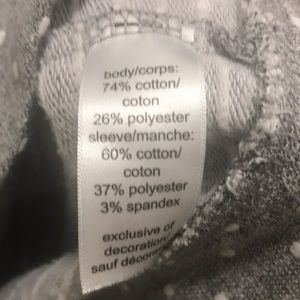 body/corps:
74% cotton/
coton
26% polyester
sleeve/manche:
60% cotton/
coton
37% polyester
3% spandex
exclusive of
decoration/
sauf décoration